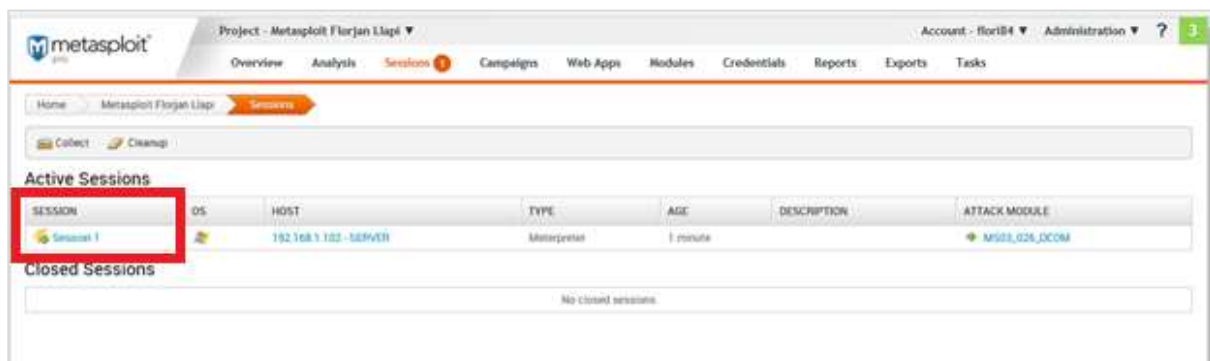 metasploit
pro
Project - Metasploit Florjan Llapi ▼ Account - flori84 ▼ Administration ▼ ? 3
Overview Analysis Sessions 1 Campaigns Web Apps Modules Credentials Reports Exports Tasks
Home Metasploit Florjan Llapi Sessions
Collect Cleanup
Active Sessions
SESSION OS HOST TYPE AGE DESCRIPTION ATTACK MODULE
Session 1 192.168.1.102 - SERVER Meterpreter 1 minute MS03_026_DCOM
Closed Sessions
No closed sessions